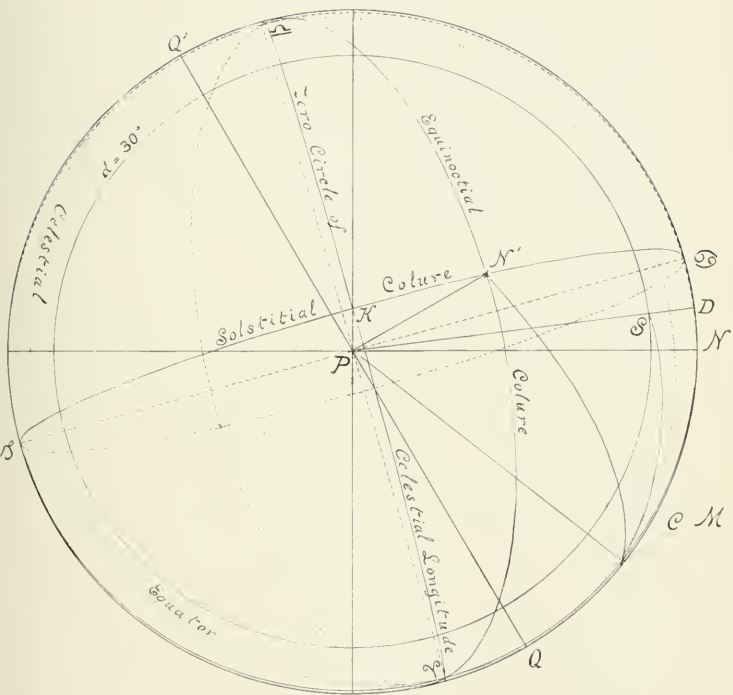 Q'
♎
Zero Circle of
Equinoctial
d = 30°
Celestial
N'
♋
Colure
D
Solstitial
K
N
P
Colure
C M
Celestial Longitude
Equator
Q